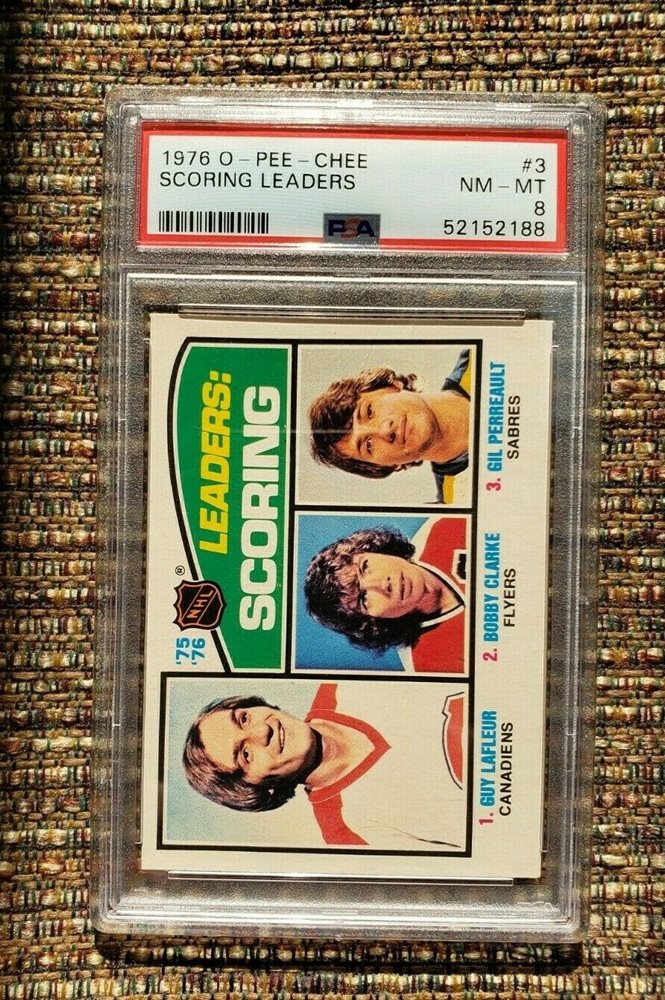 1976 O - PEE - CHEE #3
SCORING LEADERS NM - MT
8
PSA 52152188
'75 NHL ® LEADERS:
'76 SCORING
1. GUY LAFLEUR
CANADIENS
2. BOBBY CLARKE
FLYERS
3. GIL PERREAULT
SABRES